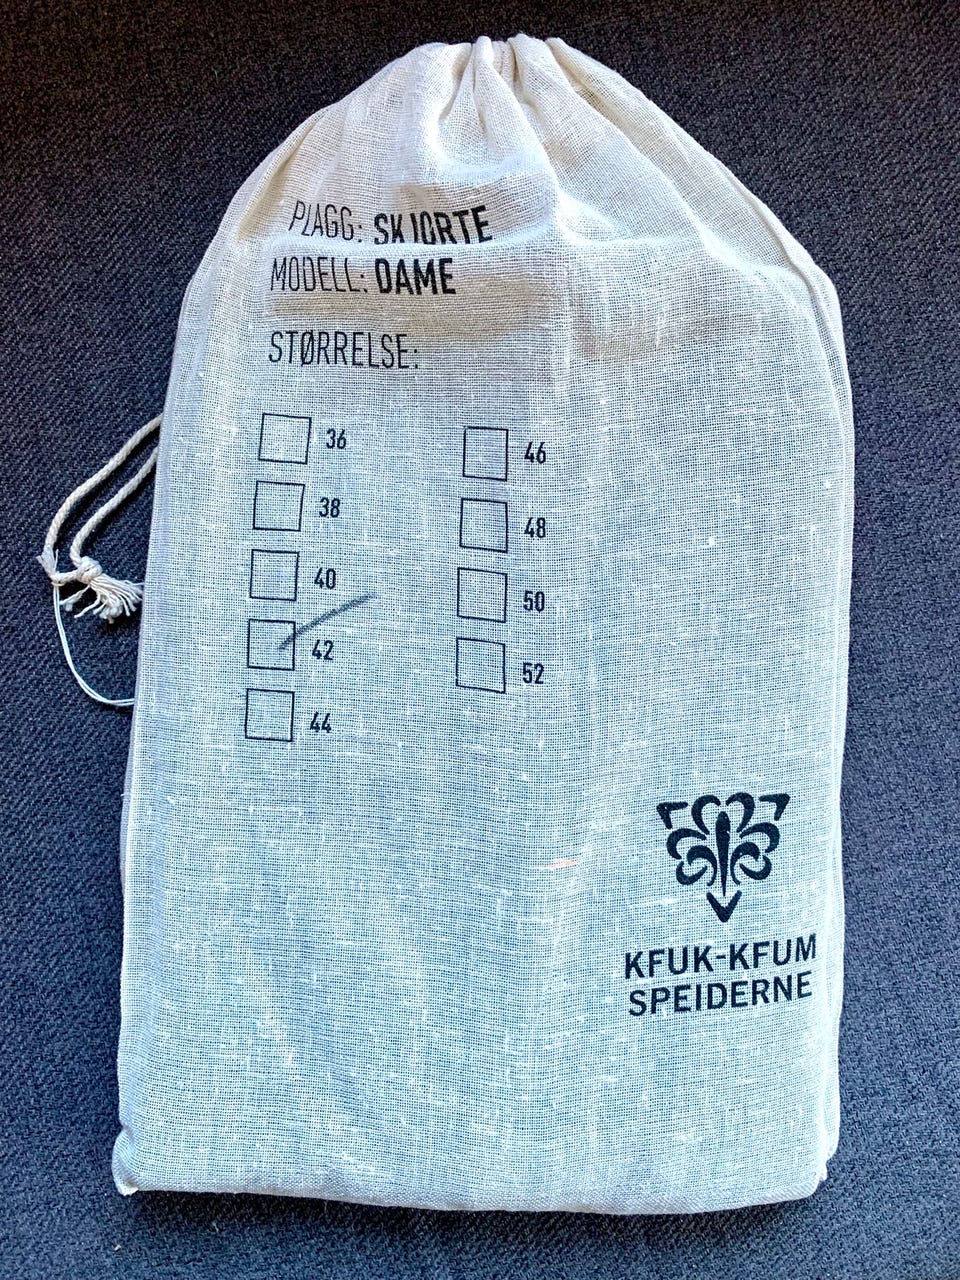 PLAGG: SKJORTE
MODELL: DAME
STØRRELSE:
36
38
40
42
44
46
48
50
52
KFUK-KFUM
SPEIDERNE